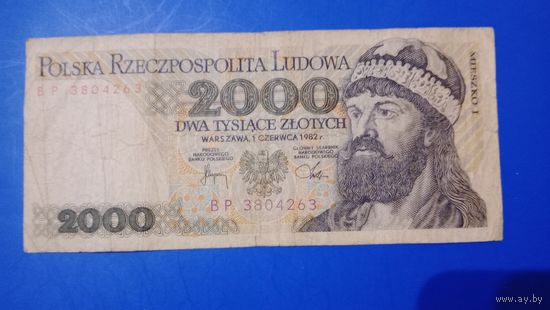 POLSKA RZECZPOSPOLITA LUDOWA
BP 3804263
2000
DWA TYSIĄCE ZŁOTYCH
WARSZAWA, 1 CZERWCA 1982 r.
PREZES
NARODOWEGO
BANKU POLSKIEGO
GŁÓWNY SKARBNIK
NARODOWEGO
BANKU POLSKIEGO
BP 3804263
2000
MIESZKO I
www.ay.by